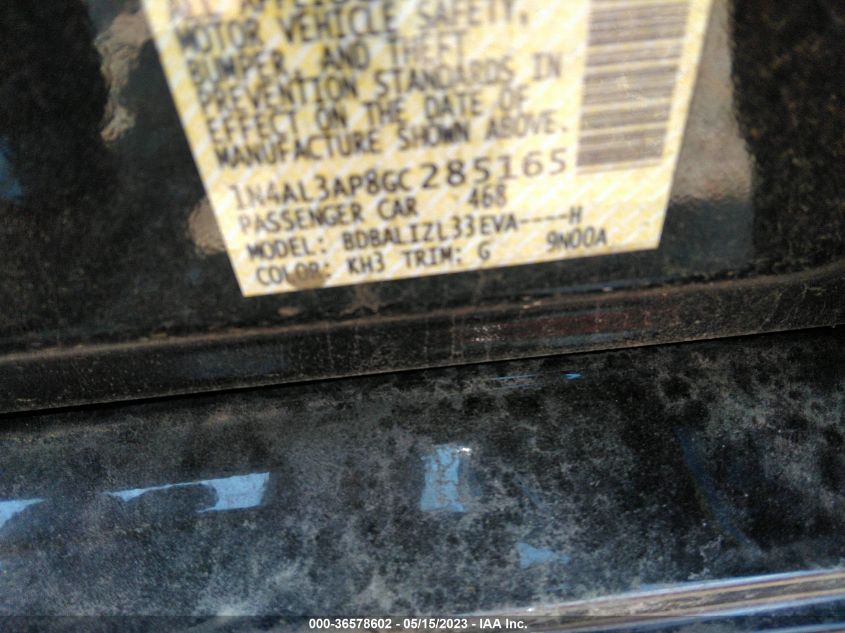 MOTOR VEHICLE SAFETY,
BUMPER, AND THEFT
PREVENTION STANDARDS IN
EFFECT ON THE DATE OF
MANUFACTURE SHOWN ABOVE.
1N4AL3AP8GC285165
PASSENGER CAR 468
MODEL: BDBALIZL33EVA----H
COLOR: KH3 TRIM: G 9N00A
000-36578602 - 05/15/2023 - IAA Inc.